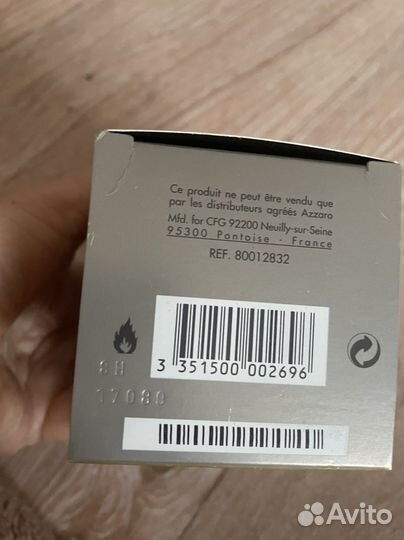 Ce produit ne peut être vendu que
par les distributeurs agréés Azzaro
Mfd. for CFG 92200 Neuilly-sur-Seine
95300 Pontoise - France
REF. 80012832
3 351500 002696
8H
17089
Avito